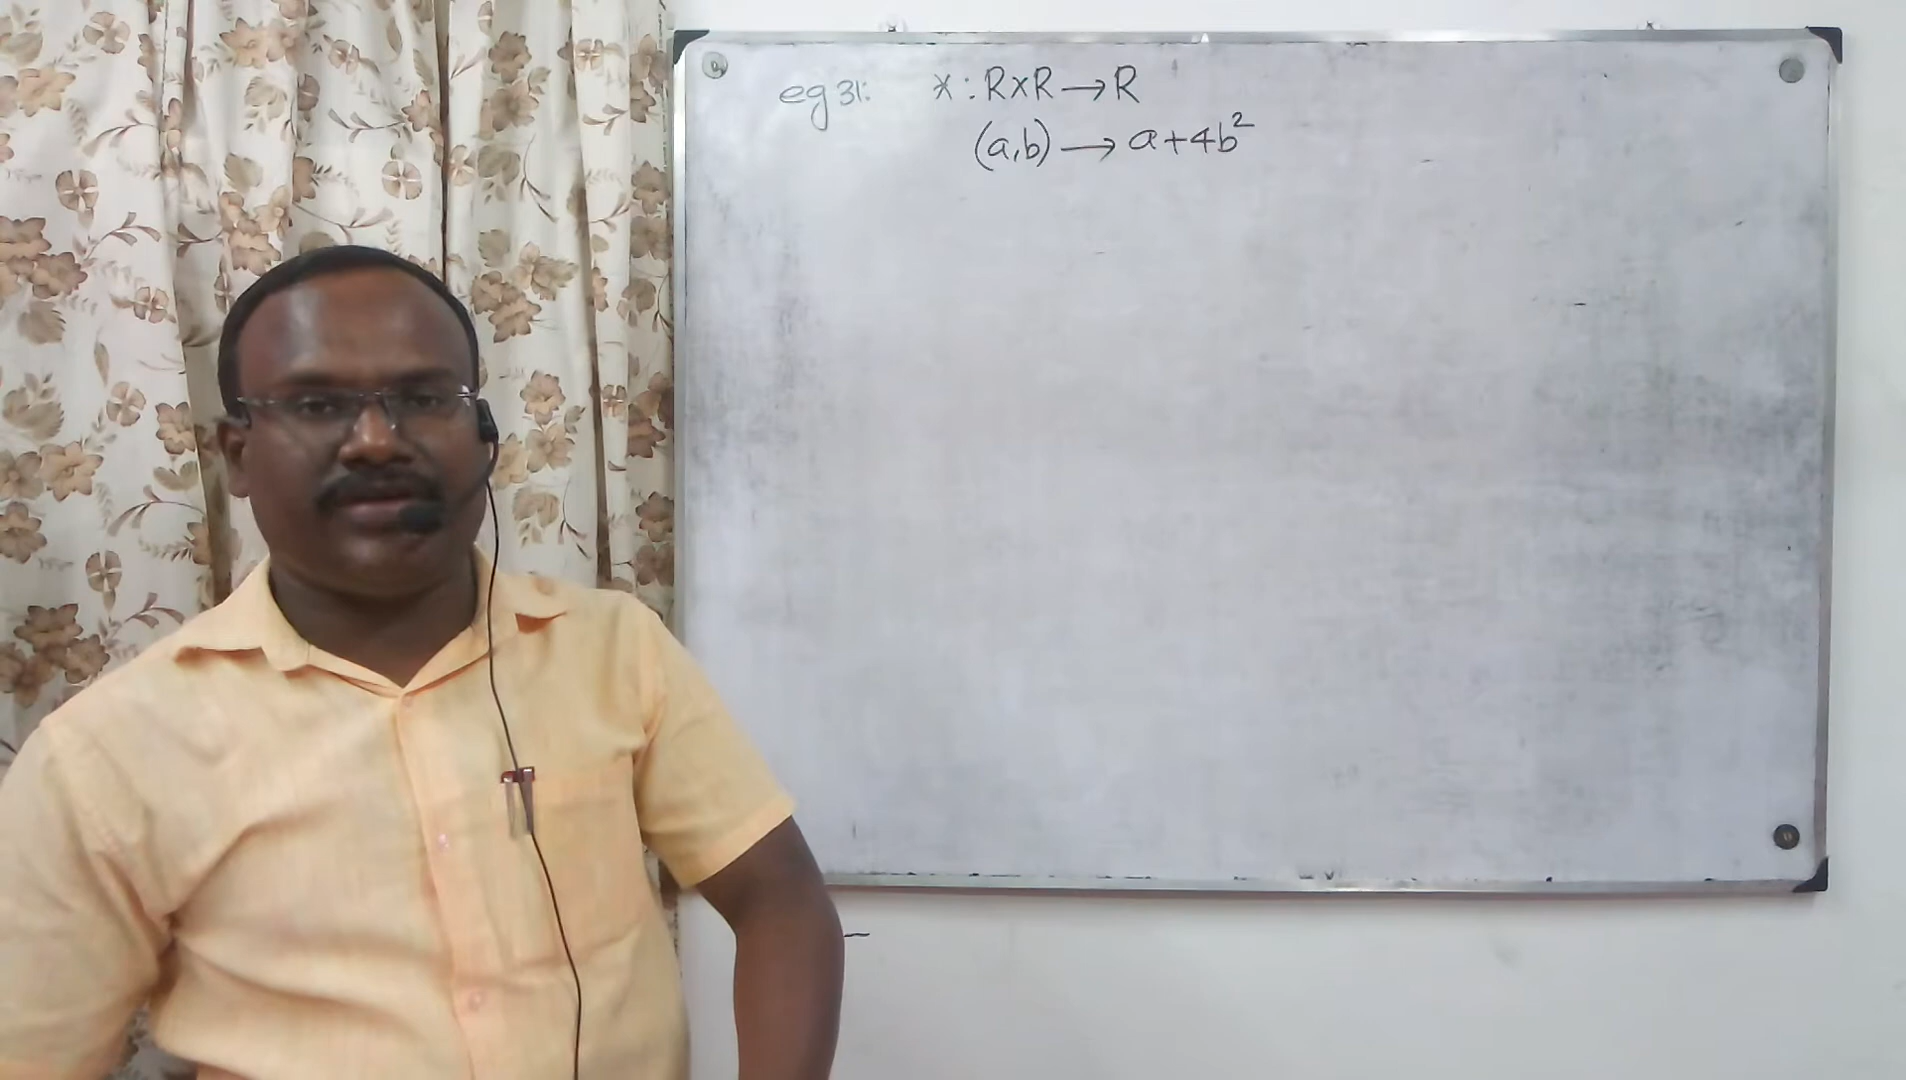 eg 31: * : R×R → R
(a,b) → a+4b²